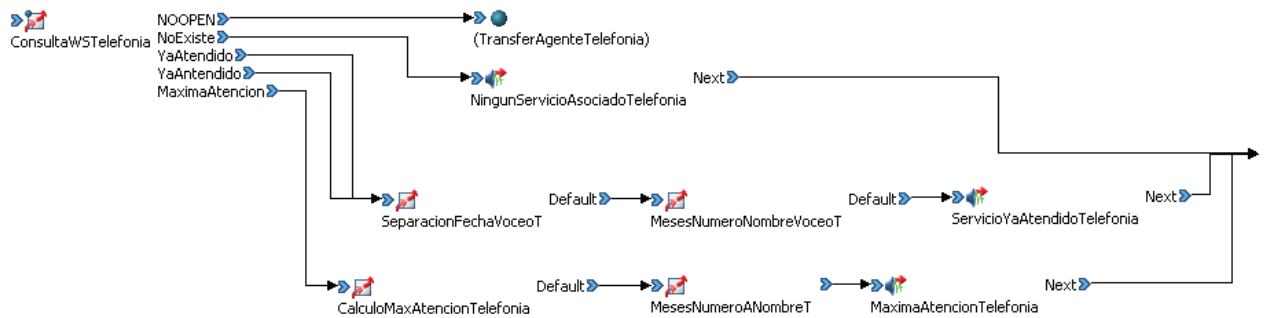 ConsultaWSTelefonia
NOOPEN
NoExiste
YaAtendido
YaAntendido
MaximaAtencion
(TransferAgenteTelefonia)
NingunServicioAsociadoTelefonia
Next
SeparacionFechaVoceoT
Default
MesesNumeroNombreVoceoT
Default
ServicioYaAtendidoTelefonia
Next
CalculoMaxAtencionTelefonia
Default
MesesNumeroANombreT
MaximaAtencionTelefonia
Next